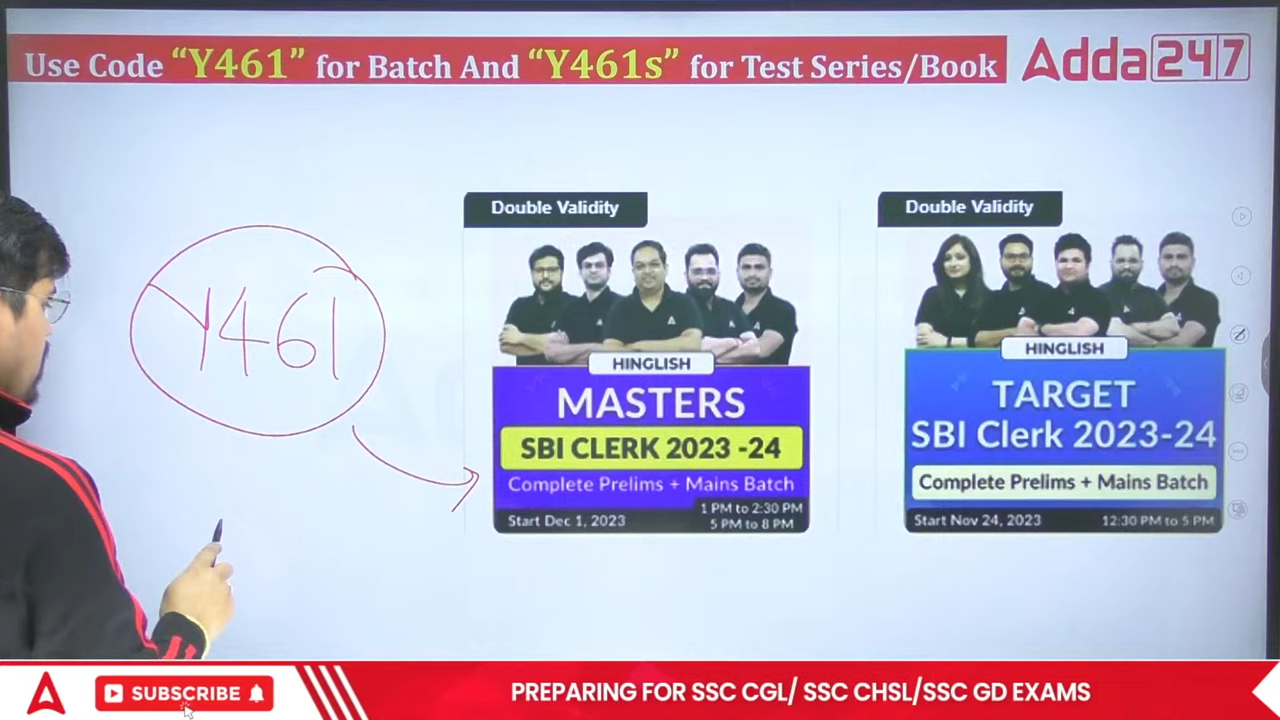 Use Code “Y461” for Batch And “Y461s” for Test Series/Book
Adda247
Y461
Double Validity
HINGLISH
MASTERS
SBI CLERK 2023 -24
Complete Prelims + Mains Batch
Start Dec 1, 2023
1 PM to 2:30 PM
5 PM to 8 PM
Double Validity
HINGLISH
TARGET
SBI Clerk 2023-24
Complete Prelims + Mains Batch
Start Nov 24, 2023
12:30 PM to 5 PM
SUBSCRIBE
PREPARING FOR SSC CGL/ SSC CHSL/SSC GD EXAMS